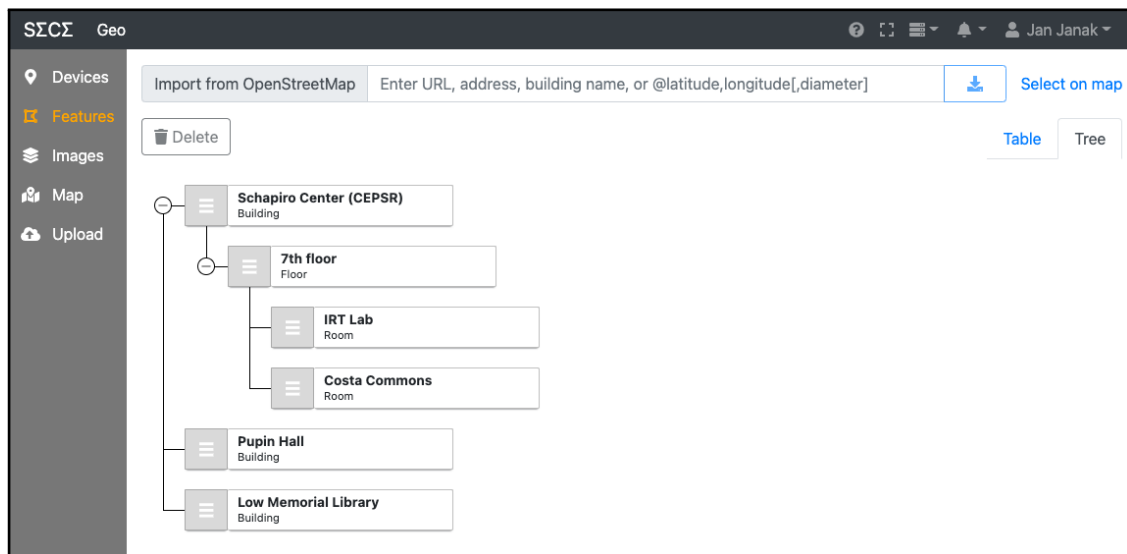 SΣCΣ Geo Jan Janak
Devices
Features
Images
Map
Upload
Import from OpenStreetMap Enter URL, address, building name, or @latitude,longitude[,diameter] Select on map
Delete Table Tree
Schapiro Center (CEPSR)
Building
7th floor
Floor
IRT Lab
Room
Costa Commons
Room
Pupin Hall
Building
Low Memorial Library
Building